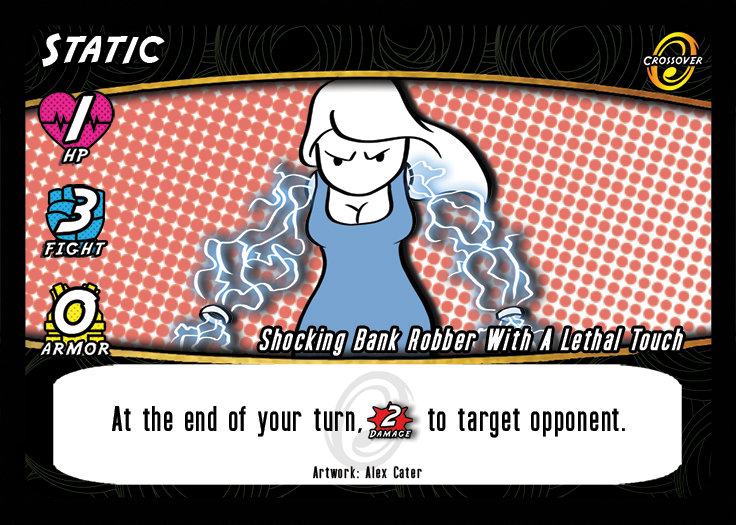 Static
Crossover
1
HP
3
FIGHT
0
ARMOR
Shocking Bank Robber With A Lethal Touch
At the end of your turn, 2 DAMAGE to target opponent.
Artwork: Alex Cater